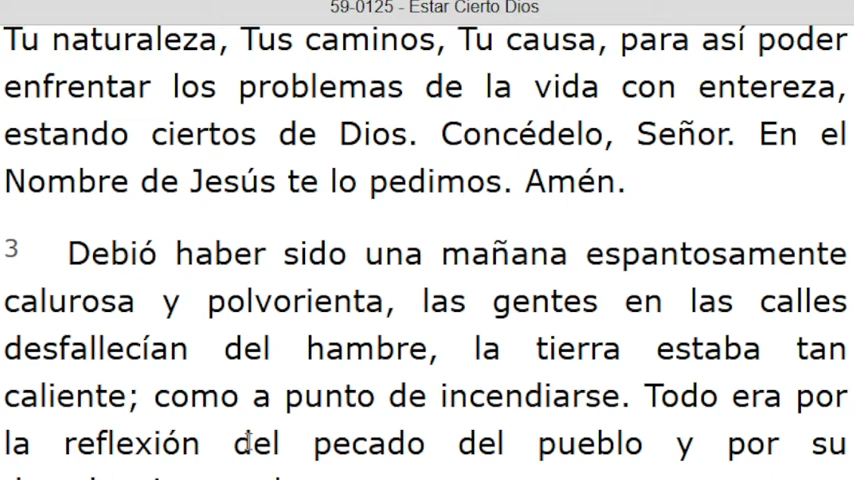 59-0125 - Estar Cierto Dios
Tu naturaleza, Tus caminos, Tu causa, para así poder
enfrentar los problemas de la vida con entereza,
estando ciertos de Dios. Concédelo, Señor. En el
Nombre de Jesús te lo pedimos. Amén.
3 Debió haber sido una mañana espantosamente
calurosa y polvorienta, las gentes en las calles
desfallecían del hambre, la tierra estaba tan
caliente; como a punto de incendiarse. Todo era por
la reflexión del pecado del pueblo y por su